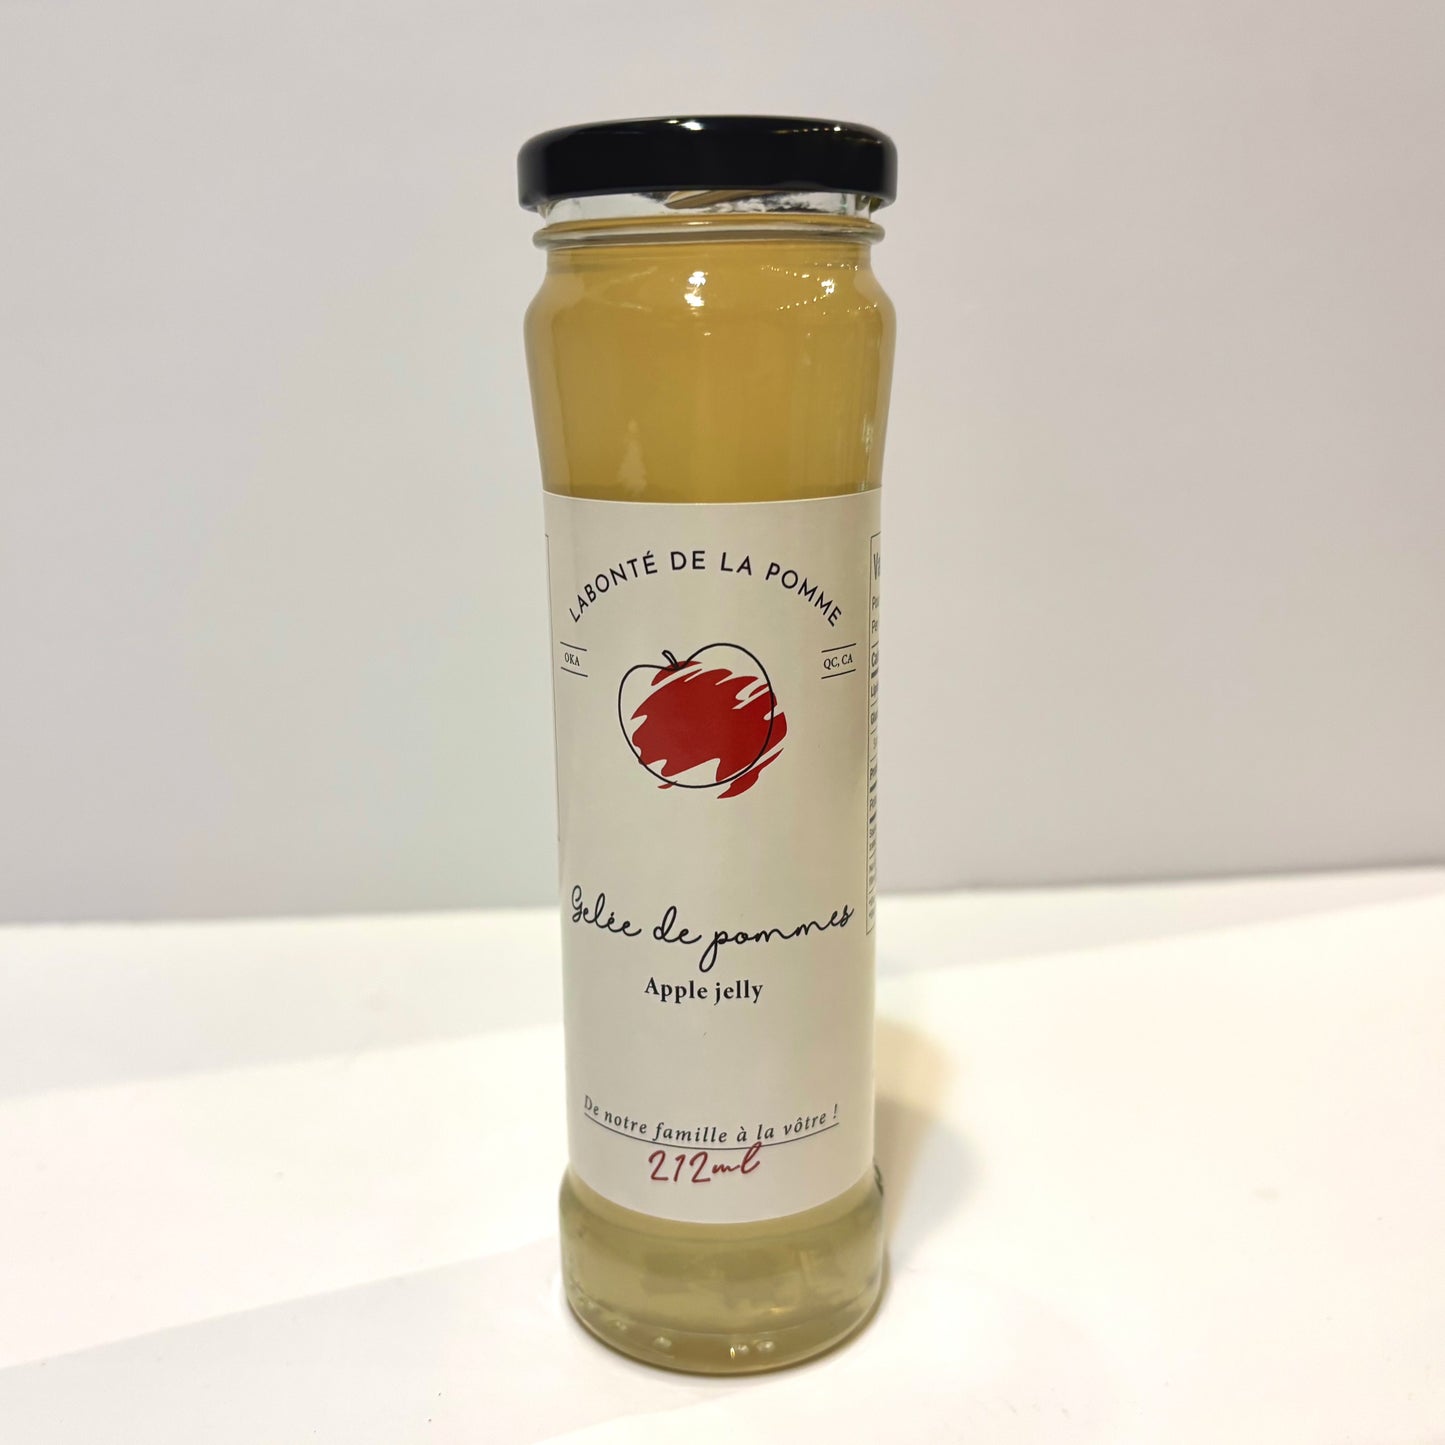 LABONTÉ DE LA POMME
OKA
QC, CA
Gelée de pommes
Apple jelly
De notre famille à la vôtre !
212ml